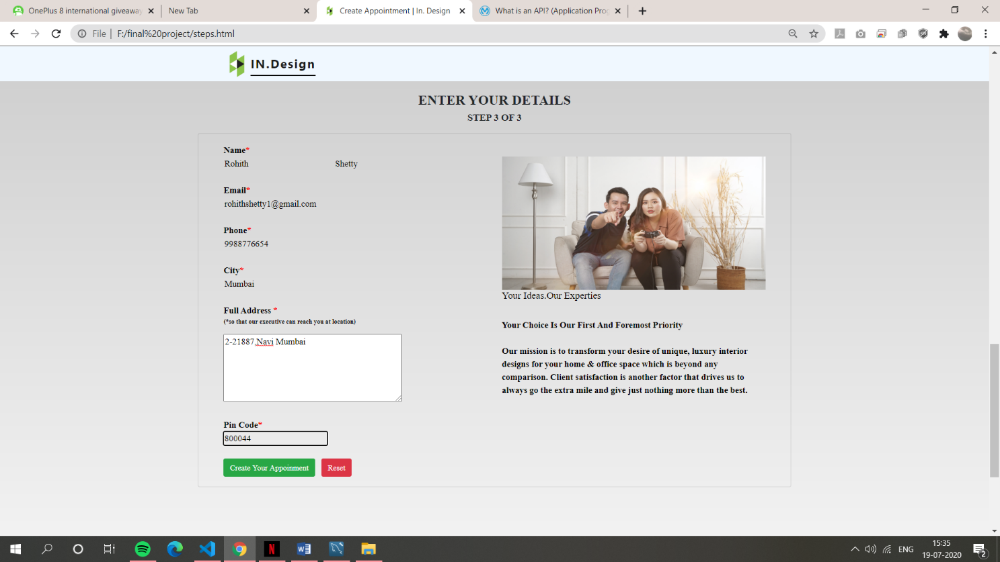 OnePlus 8 international giveaway
New Tab
Create Appointment | In. Design
What is an API? (Application Prog
File | F:/final%20project/steps.html
IN.Design
ENTER YOUR DETAILS
STEP 3 OF 3
Name*
Rohith Shetty
Email*
rohithshetty1@gmail.com
Phone*
9988776654
City*
Mumbai
Full Address *
(*so that our executive can reach you at location)
2-21887,Navi Mumbai
Pin Code*
800044
Create Your Appoinment
Reset
Your Ideas.Our Experties
Your Choice Is Our First And Foremost Priority
Our mission is to transform your desire of unique, luxury interior
designs for your home & office space which is beyond any
comparison. Client satisfaction is another factor that drives us to
always go the extra mile and give just nothing more than the best.
ENG
15:35
19-07-2020
2